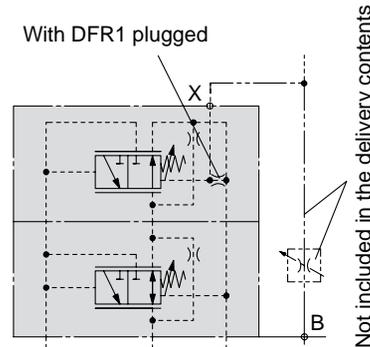 With DFR1 plugged
X
B
Not included in the delivery contents